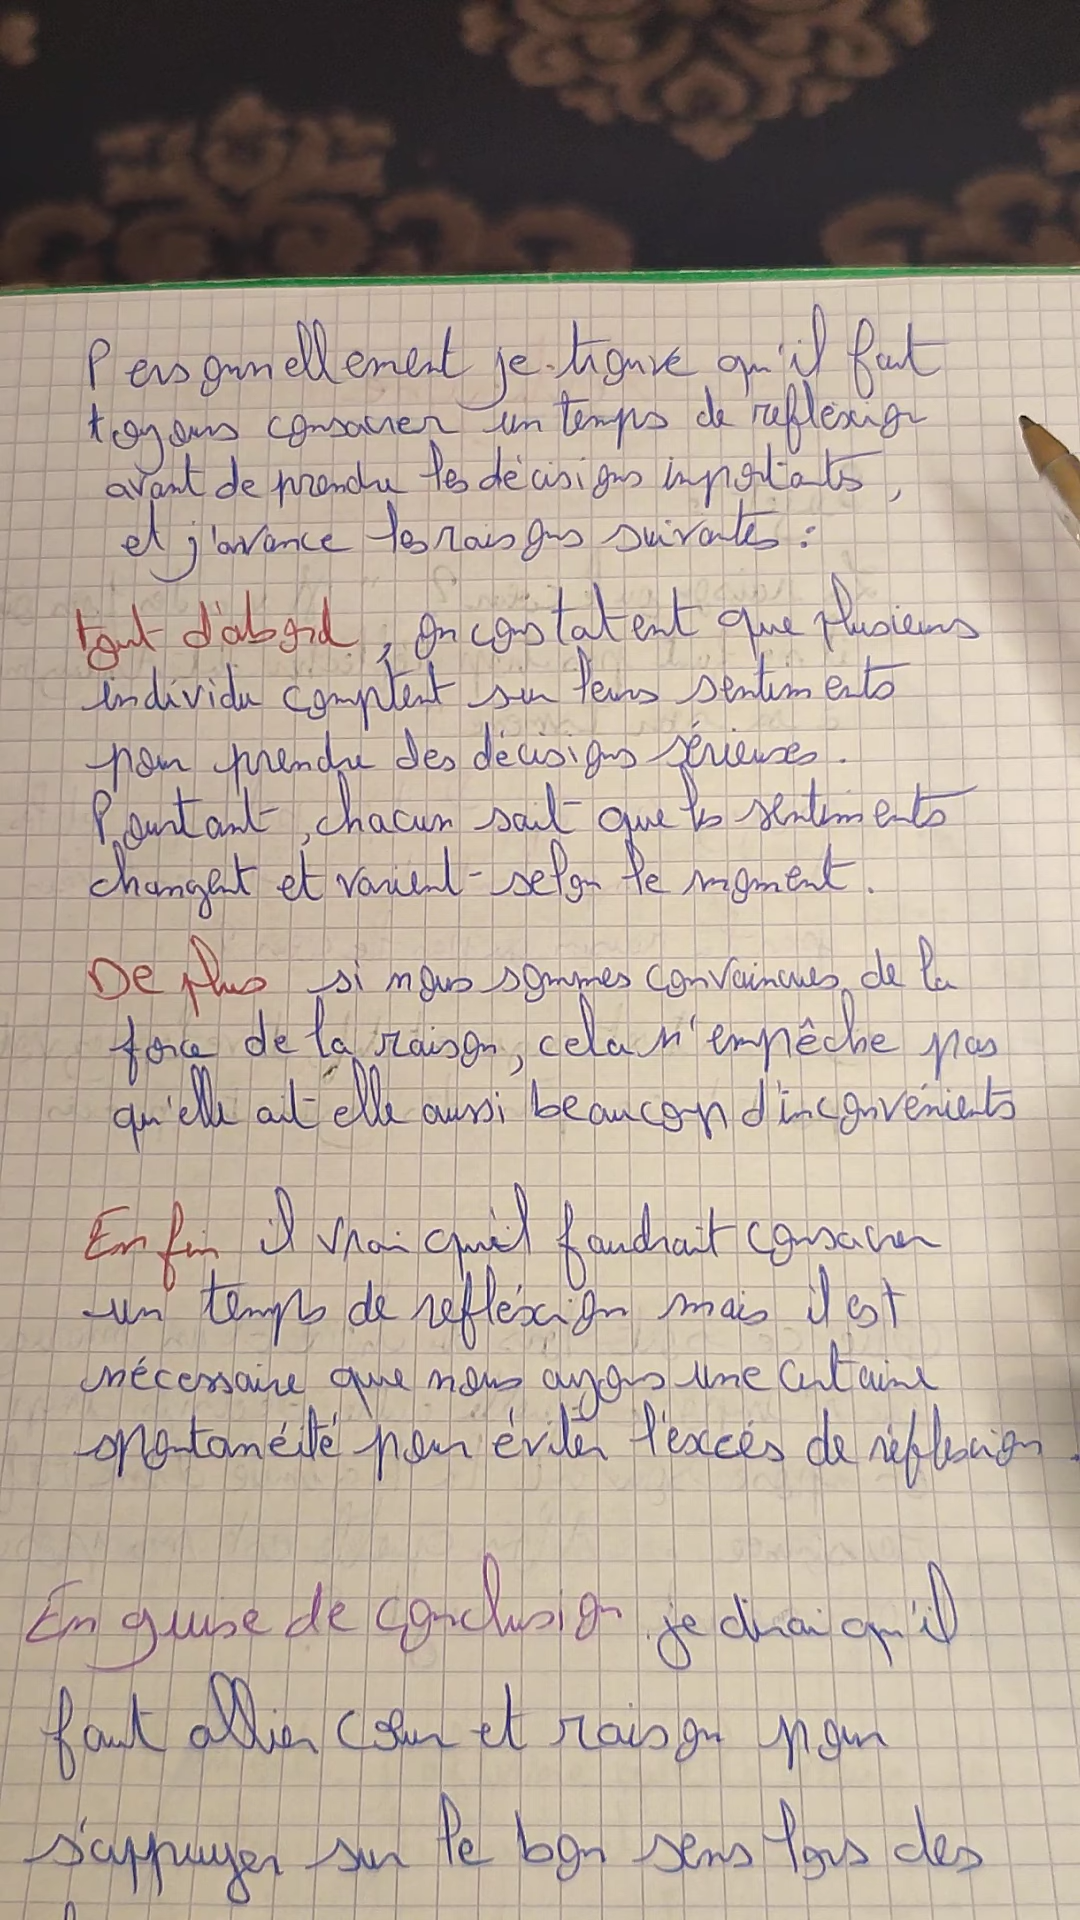 Personnellement je trouve qu'il faut
toujours consacrer un temps de refléxion
avant de prendre les décisions importants,
et j'avance les raisons suivantes :
tout d'abord, on constatent que plusieurs
individu comptent sur leurs sentiments
pour prendre des décisions sérieuses.
Pourtant, chacun sait que les sentiments
changent et varient selon le moment.
De plus si nous sommes convaincues de la
force de la raison, cela n'empêche pas
qu'elle ait elle aussi beaucoup d'inconvénients
Enfin il vrai qu'il faudrait consacrer
un temps de refléxion mais il est
nécessaire que nous ayons une certaine
spontanéité pour éviter l'excés de réflexion.
En guise de conclusion je dirai qu'il
faut allier cœur et raison pour
s'appuyer sur le bon sens lors des